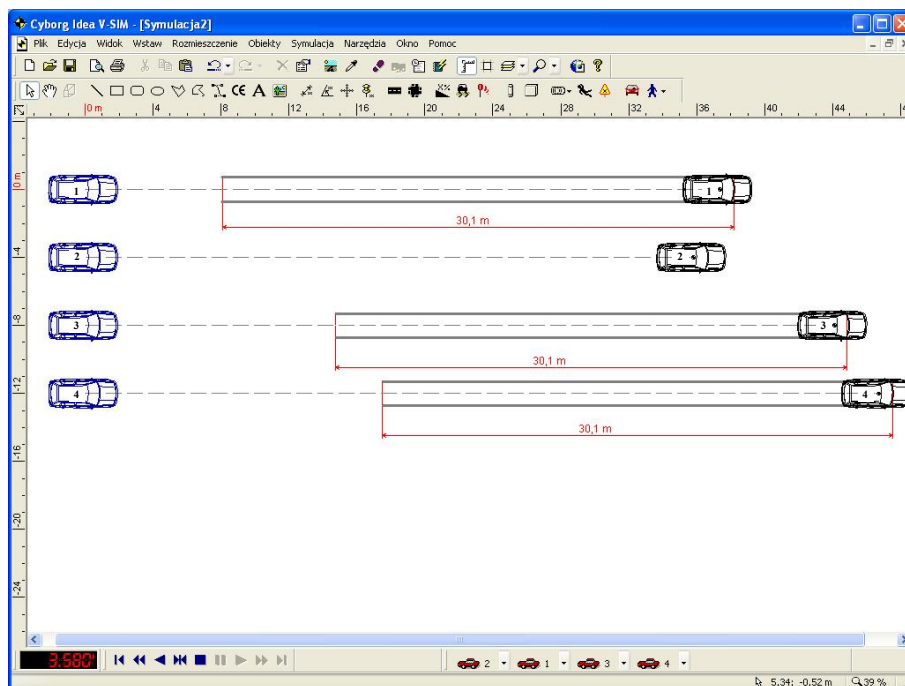 Cyborg Idea V-SIM - [Symulacja2]
Plik Edycja Widok Wstaw Rozmieszczenie Obiekty Symulacja Narzędzia Okno Pomoc
0 m 4 8 12 16 20 24 28 32 36 40 44
0 m
1 1
30,1 m
-4
2 2
-8
3 3
30,1 m
-12
4 4
30,1 m
-16
-20
-24
3.580
2 1 3 4
5.34; -0.52 m 39 %